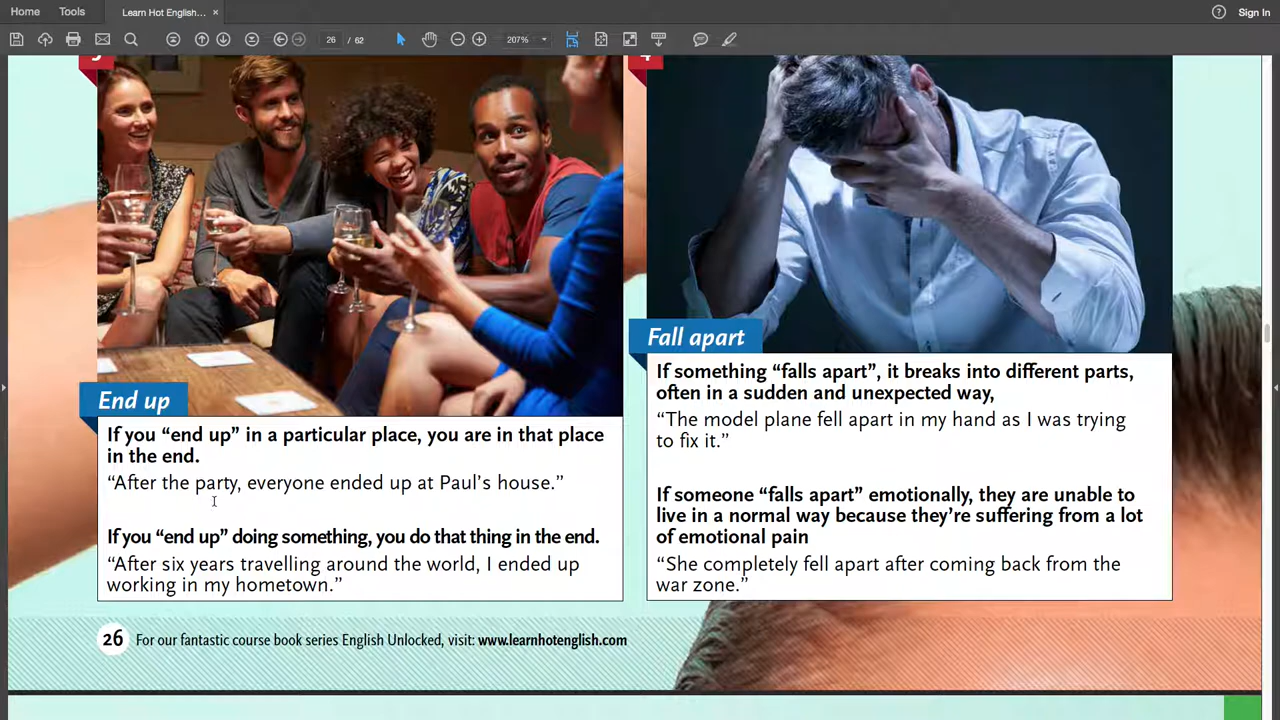 Home
Tools
Learn Hot English...
×
?
Sign In
26 / 62
207%
End up
If you “end up” in a particular place, you are in that place
in the end.
“After the party, everyone ended up at Paul’s house.”
If you “end up” doing something, you do that thing in the end.
“After six years travelling around the world, I ended up
working in my hometown.”
4
Fall apart
If something “falls apart”, it breaks into different parts,
often in a sudden and unexpected way,
“The model plane fell apart in my hand as I was trying
to fix it.”
If someone “falls apart” emotionally, they are unable to
live in a normal way because they’re suffering from a lot
of emotional pain
“She completely fell apart after coming back from the
war zone.”
26 For our fantastic course book series English Unlocked, visit: www.learnhotenglish.com